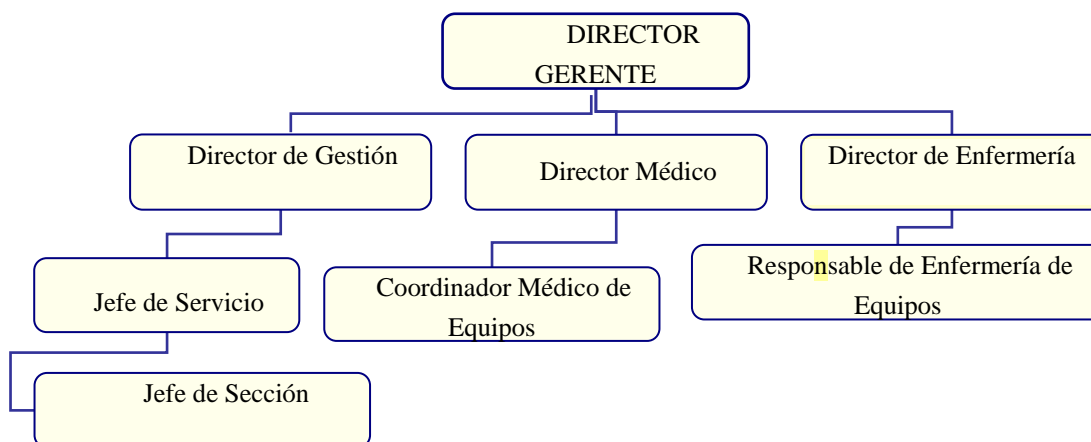 DIRECTOR
GERENTE
Director de Gestión
Director Médico
Director de Enfermería
Jefe de Servicio
Coordinador Médico de
Equipos
Responsable de Enfermería de
Equipos
Jefe de Sección